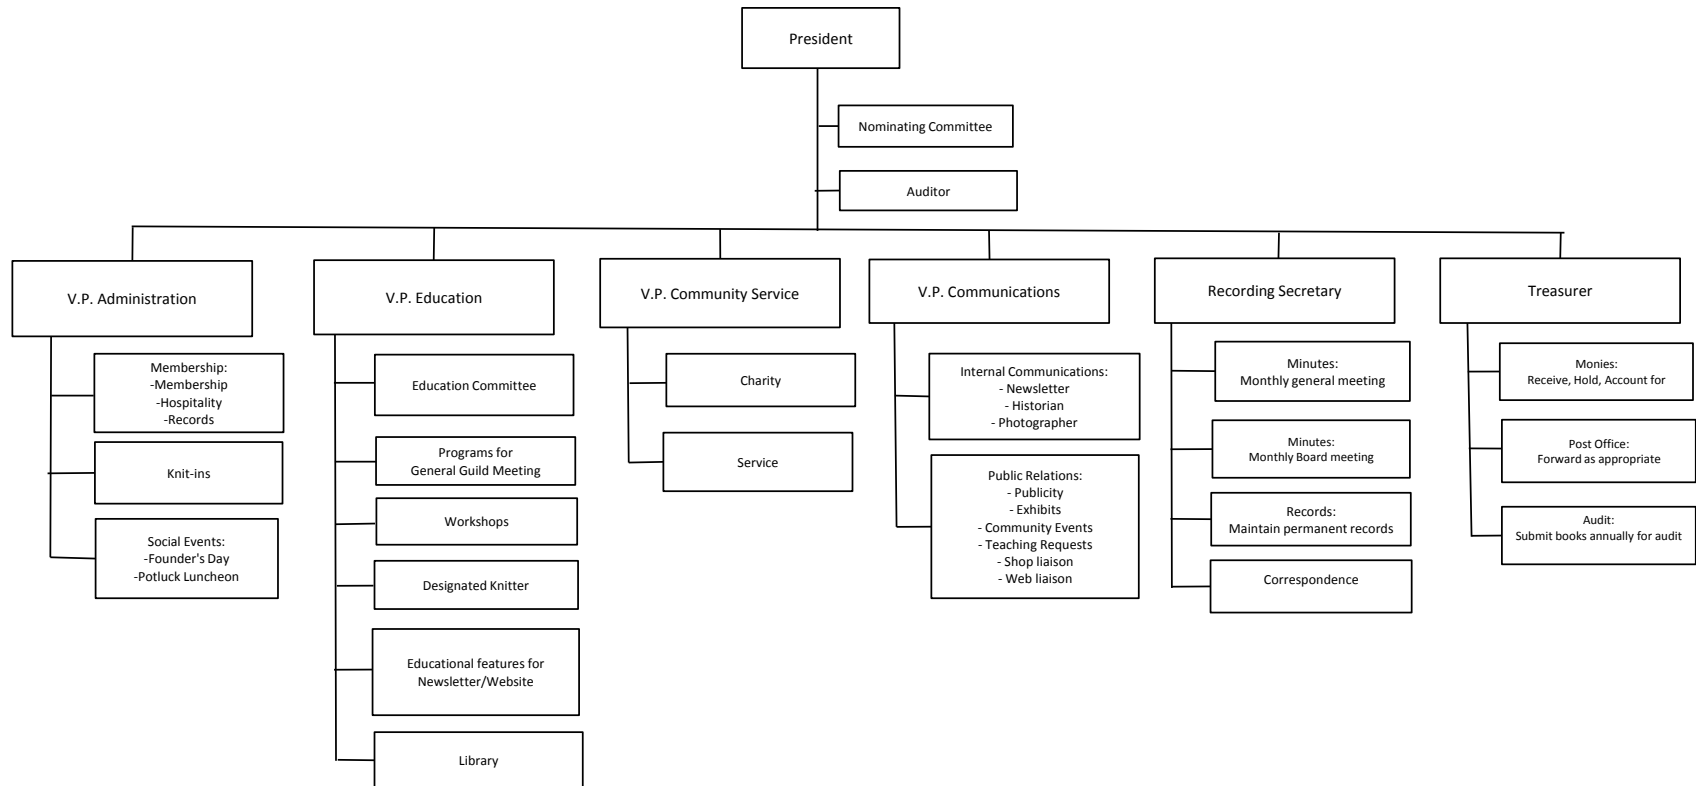 President
Nominating Committee
Auditor
V.P. Administration
V.P. Education
V.P. Community Service
V.P. Communications
Recording Secretary
Treasurer
Membership:
-Membership
-Hospitality
-Records
Knit-ins
Social Events:
-Founder's Day
-Potluck Luncheon
Education Committee
Programs for
General Guild Meeting
Workshops
Designated Knitter
Educational features for
Newsletter/Website
Library
Charity
Service
Internal Communications:
- Newsletter
- Historian
- Photographer
Public Relations:
- Publicity
- Exhibits
- Community Events
- Teaching Requests
- Shop liaison
- Web liaison
Minutes:
Monthly general meeting
Minutes:
Monthly Board meeting
Records:
Maintain permanent records
Correspondence
Monies:
Receive, Hold, Account for
Post Office:
Forward as appropriate
Audit:
Submit books annually for audit